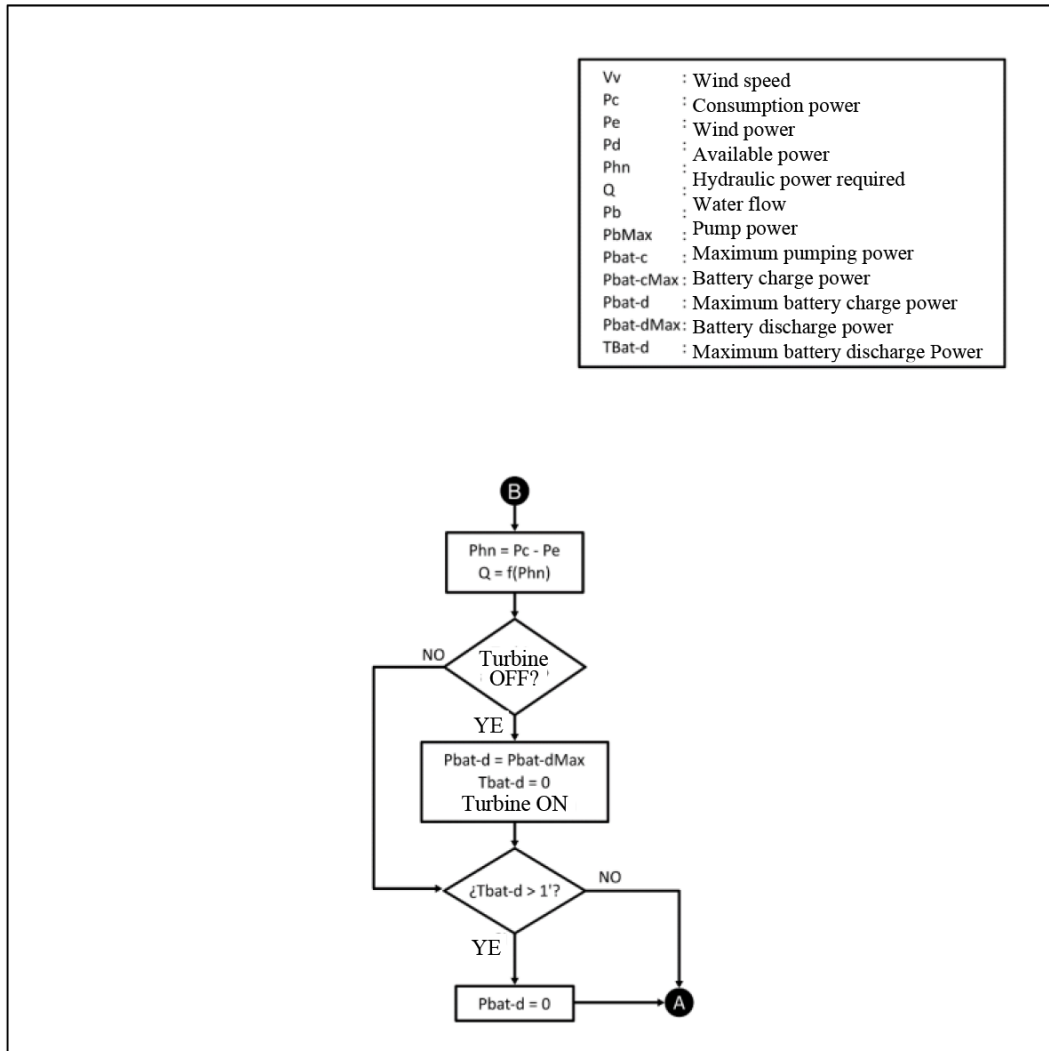 Vv : Wind speed
Pc : Consumption power
Pe : Wind power
Pd : Available power
Phn : Hydraulic power required
Q : Water flow
Pb : Pump power
PbMax : Maximum pumping power
Pbat-c : Battery charge power
Pbat-cMax : Maximum battery charge power
Pbat-d : Battery discharge power
Pbat-dMax : Maximum battery discharge Power
TBat-d :
B
Phn = Pc - Pe
Q = f(Phn)
NO
Turbine
OFF?
YE
Pbat-d = Pbat-dMax
Tbat-d = 0
Turbine ON
¿Tbat-d > 1'?
NO
YE
Pbat-d = 0
A